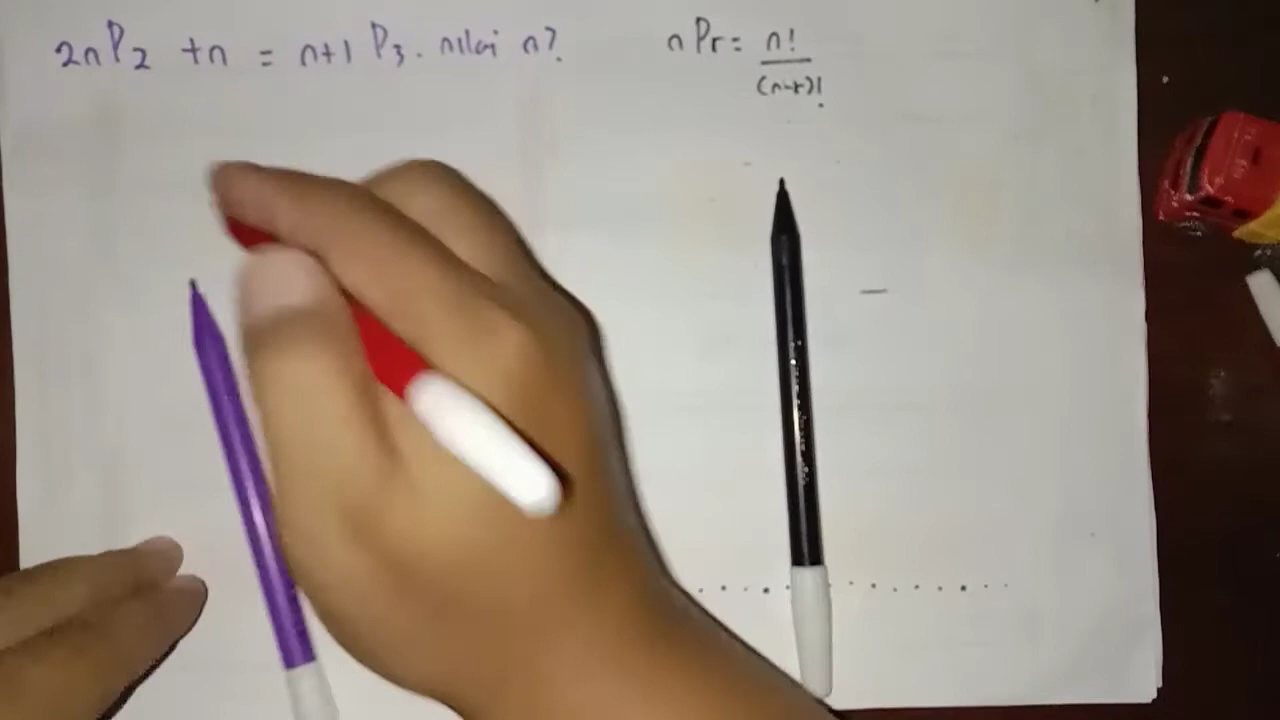 2nP2 + n = n+1 P3. nilai n?
nPr = n!
(n-r)!